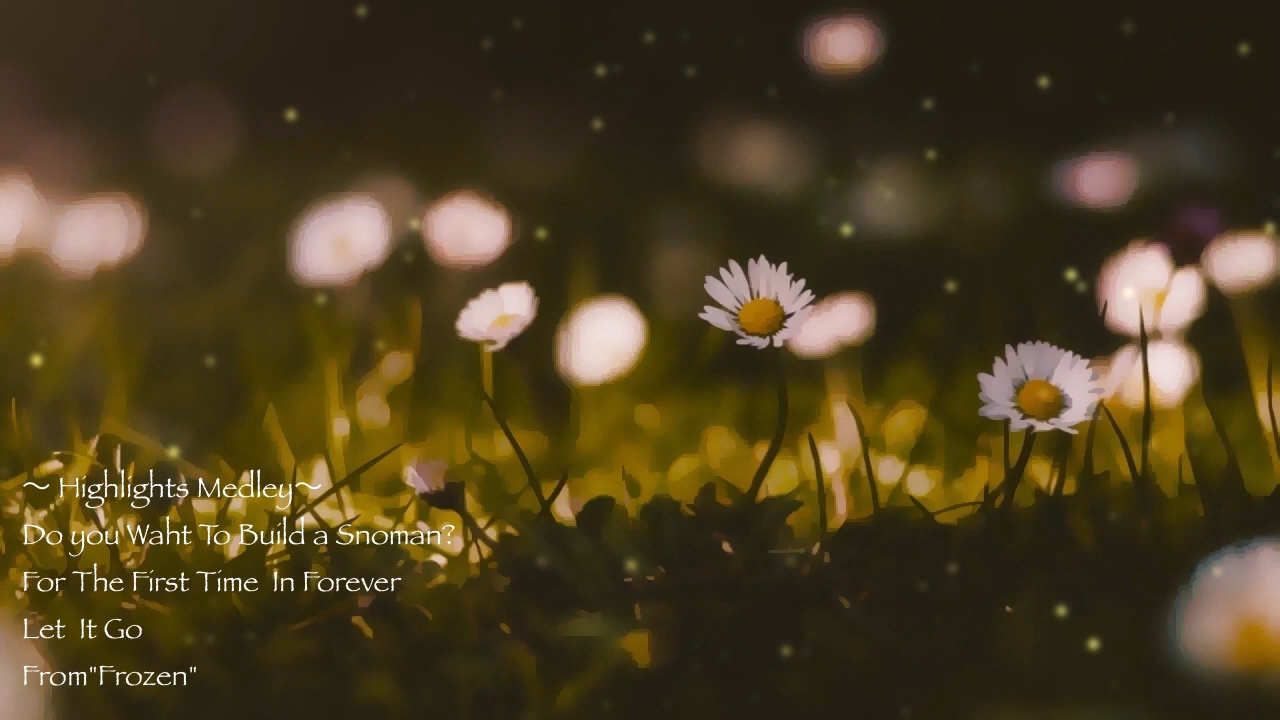 ～ Highlights Medley～
Do you Waht To Build a Snoman?
For The First Time In Forever
Let It Go
From"Frozen"